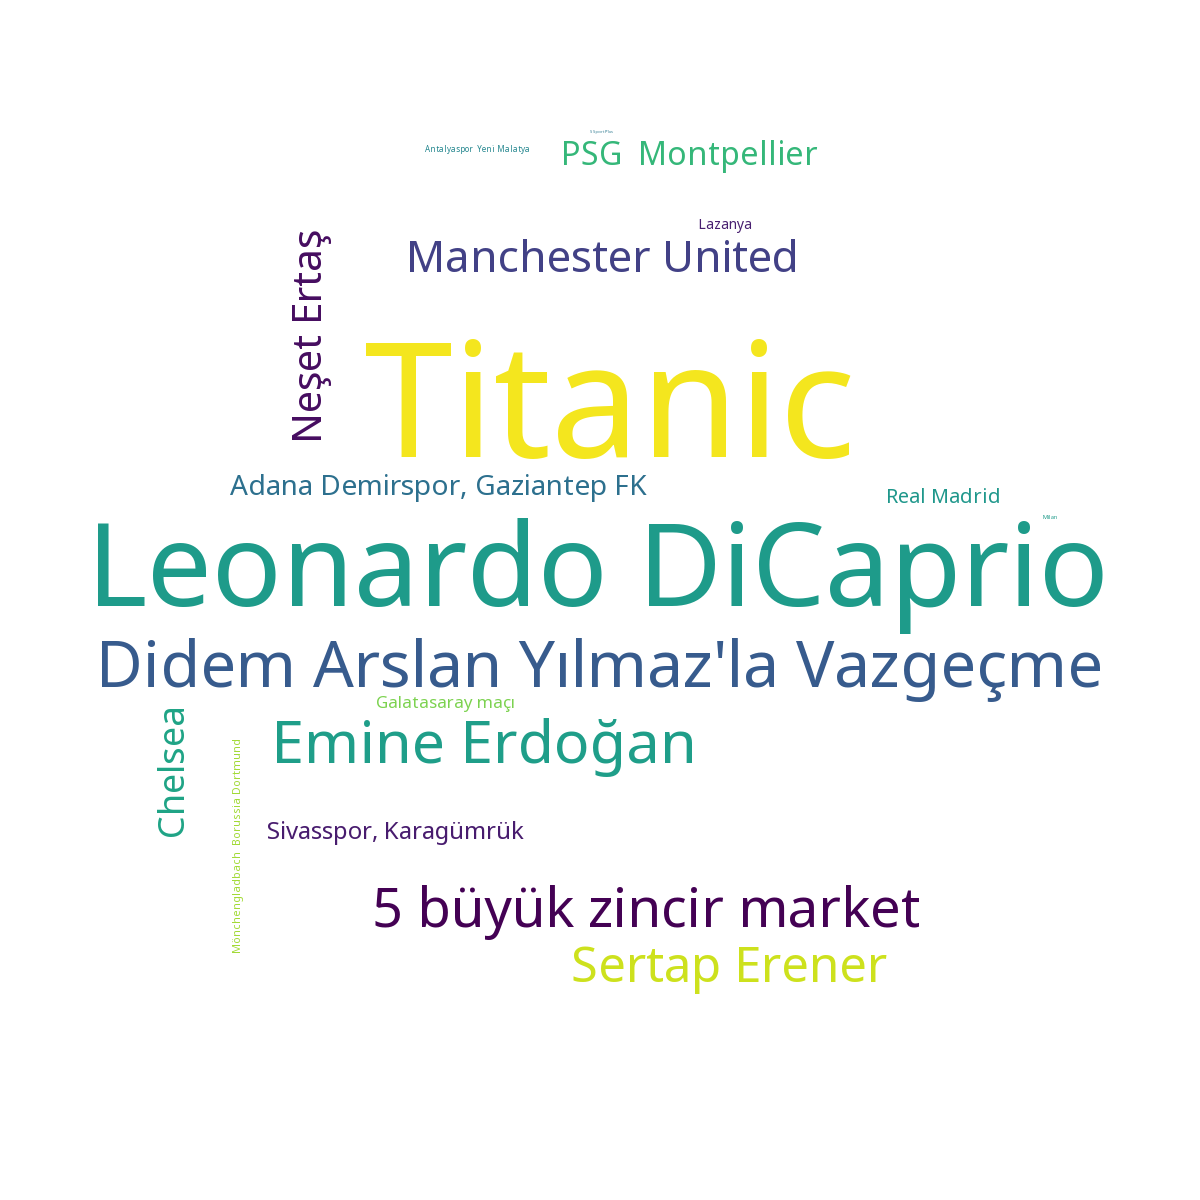 S Sport Plus
Antalyaspor Yeni Malatya
PSG Montpellier
Lazanya
Manchester United
Neşet Ertaş
Titanic
Adana Demirspor, Gaziantep FK
Real Madrid
Milan
Leonardo DiCaprio
Didem Arslan Yılmaz'la Vazgeçme
Galatasaray maçı
Chelsea
Emine Erdoğan
Mönchengladbach Borussia Dortmund
Sivasspor, Karagümrük
5 büyük zincir market
Sertap Erener